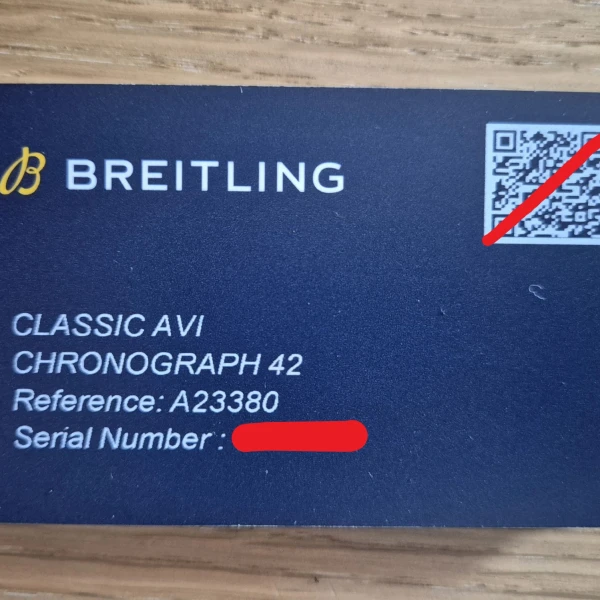 B BREITLING
CLASSIC AVI
CHRONOGRAPH 42
Reference: A23380
Serial Number :